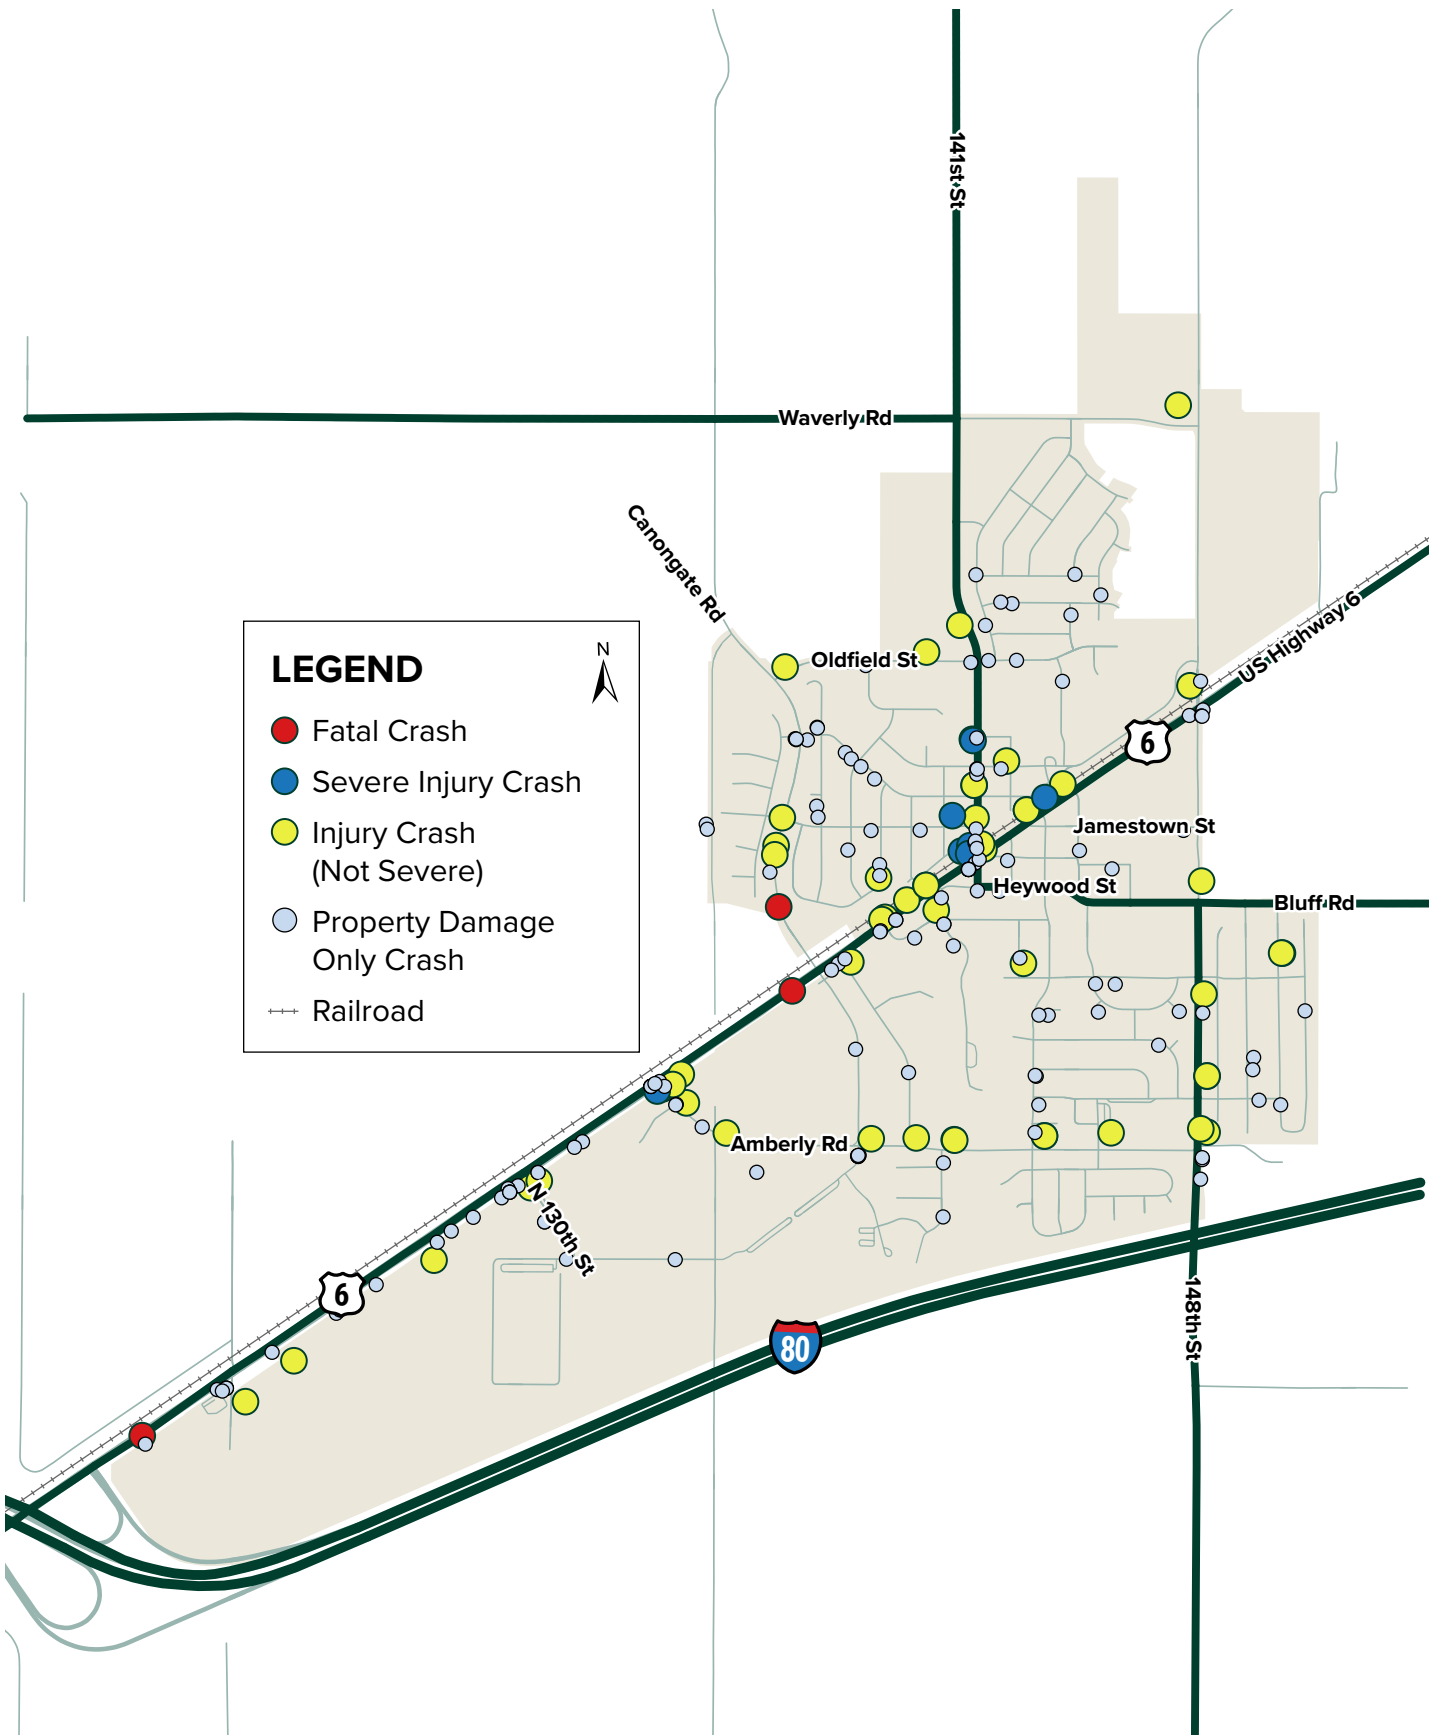 141st St
Waverly Rd
Canongate Rd
US Highway 6
Oldfield St
6
LEGEND
N
Fatal Crash
Severe Injury Crash
Injury Crash
(Not Severe)
Property Damage
Only Crash
Railroad
Jamestown St
Heywood St
Bluff Rd
Amberly Rd
N 130th St
6
148th St
80